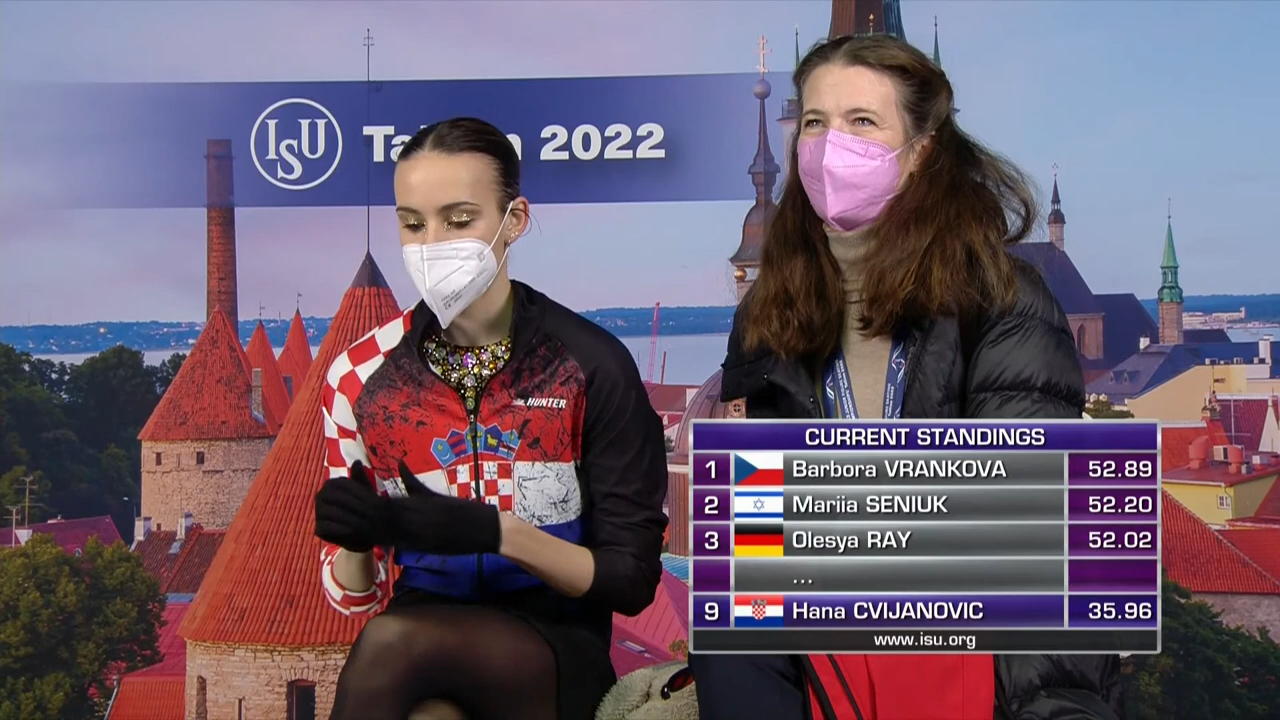 ISU
Ta n 2022
HUNTER
CURRENT STANDINGS
1 Barbora VRANKOVA 52.89
2 Mariia SENIUK 52.20
3 Olesya RAY 52.02
...
9 Hana CVIJANOVIC 35.96
www.isu.org